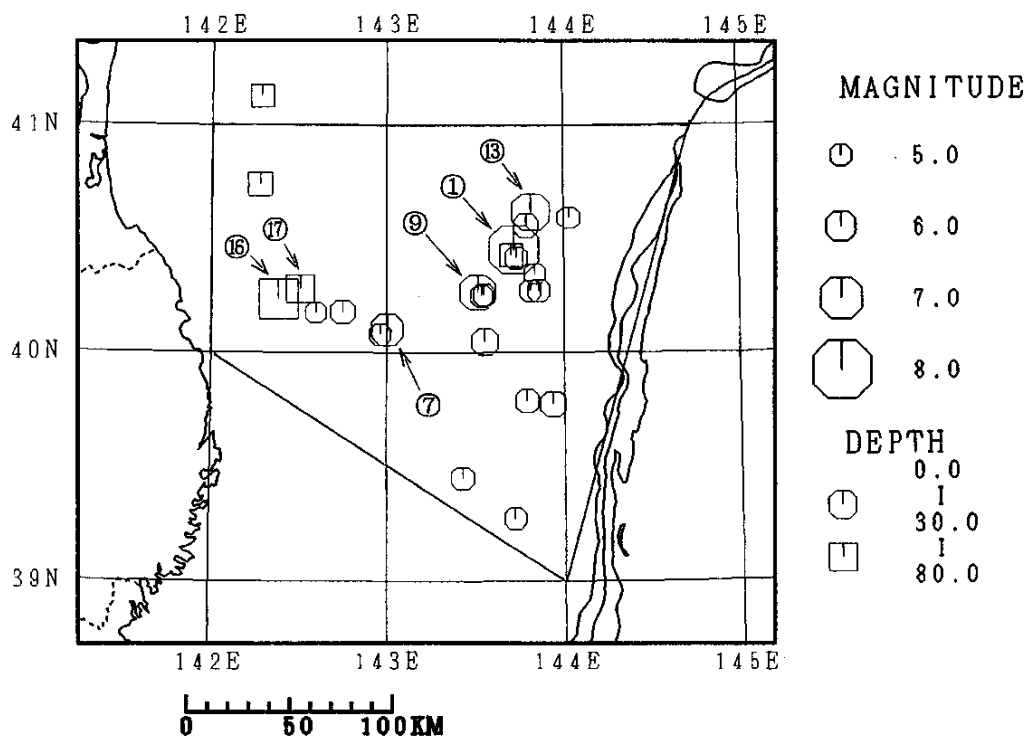 142E 143E 144E 145E
MAGNITUDE
41N
5.0
⑬
①
6.0
⑨
⑰
⑯
7.0
40N
8.0
⑦
DEPTH
0.0
I
30.0
I
80.0
39N
142E 143E 144E 145E
0 50 100KM